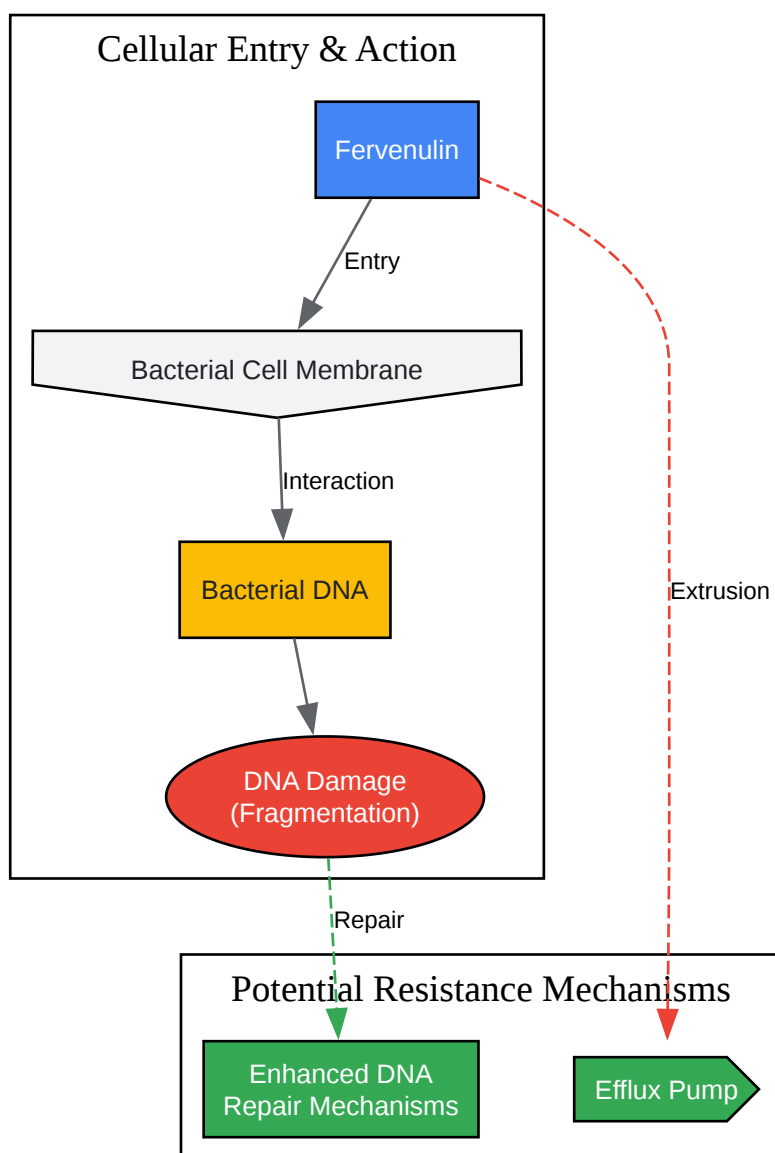 Cellular Entry & Action
Fervenulin
Entry
Bacterial Cell Membrane
Interaction
Bacterial DNA
Extrusion
DNA Damage
(Fragmentation)
Repair
Potential Resistance Mechanisms
Enhanced DNA
Repair Mechanisms
Efflux Pump